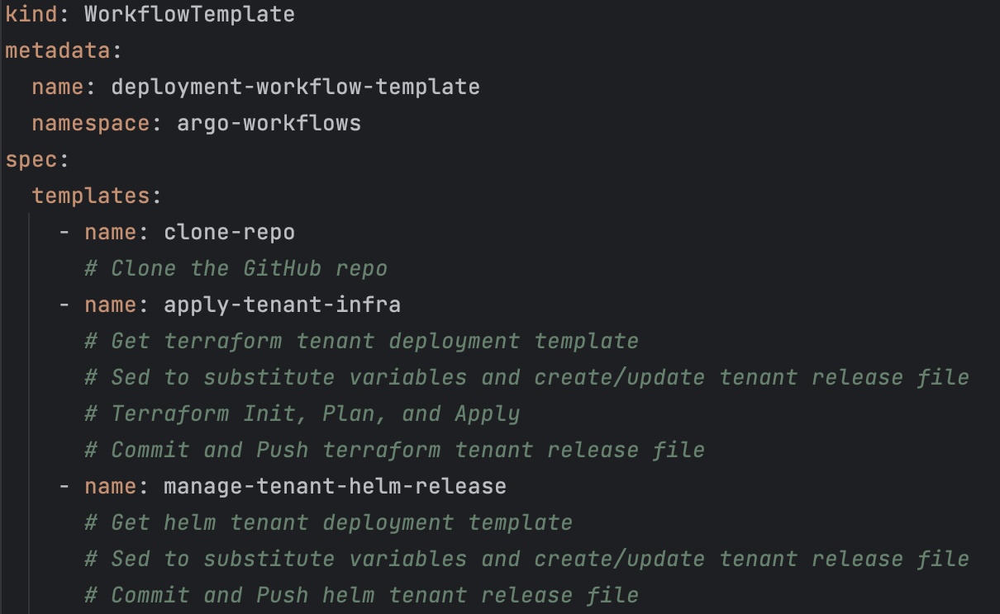 kind: WorkflowTemplate
metadata:
  name: deployment-workflow-template
  namespace: argo-workflows
spec:
  templates:
    - name: clone-repo
      # Clone the GitHub repo
    - name: apply-tenant-infra
      # Get terraform tenant deployment template
      # Sed to substitute variables and create/update tenant release file
      # Terraform Init, Plan, and Apply
      # Commit and Push terraform tenant release file
    - name: manage-tenant-helm-release
      # Get helm tenant deployment template
      # Sed to substitute variables and create/update tenant release file
      # Commit and Push helm tenant release file